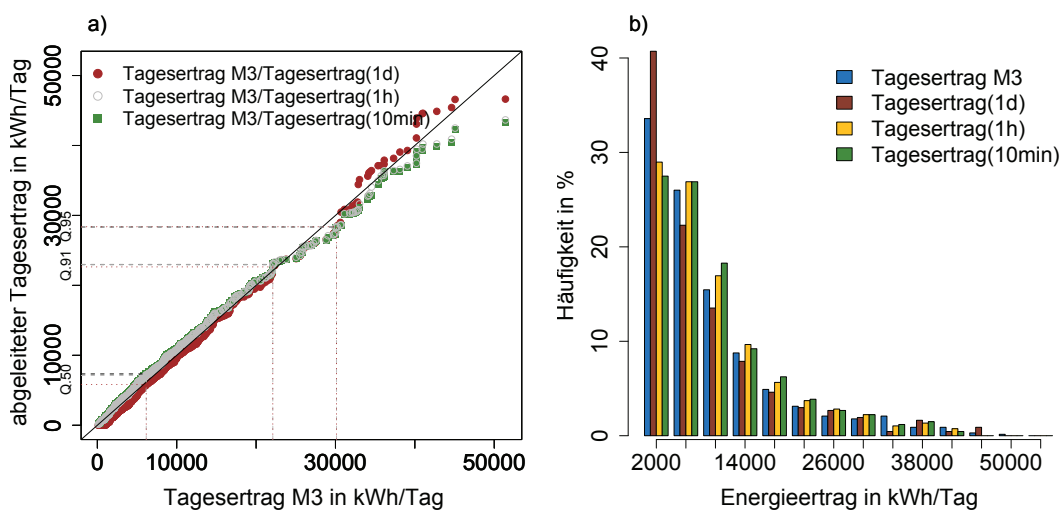 a)
abgeleiteter Tagesertrag in kWh/Tag
50000
30000
10000
0
Q.95
Q.91
Q.50
Tagesertrag M3/Tagesertrag(1d)
Tagesertrag M3/Tagesertrag(1h)
Tagesertrag M3/Tagesertrag(10min)
0 10000 30000 50000
Tagesertrag M3 in kWh/Tag
b)
Häufigkeit in %
40
30
20
10
0
Tagesertrag M3
Tagesertrag(1d)
Tagesertrag(1h)
Tagesertrag(10min)
2000 14000 26000 38000 50000
Energieertrag in kWh/Tag